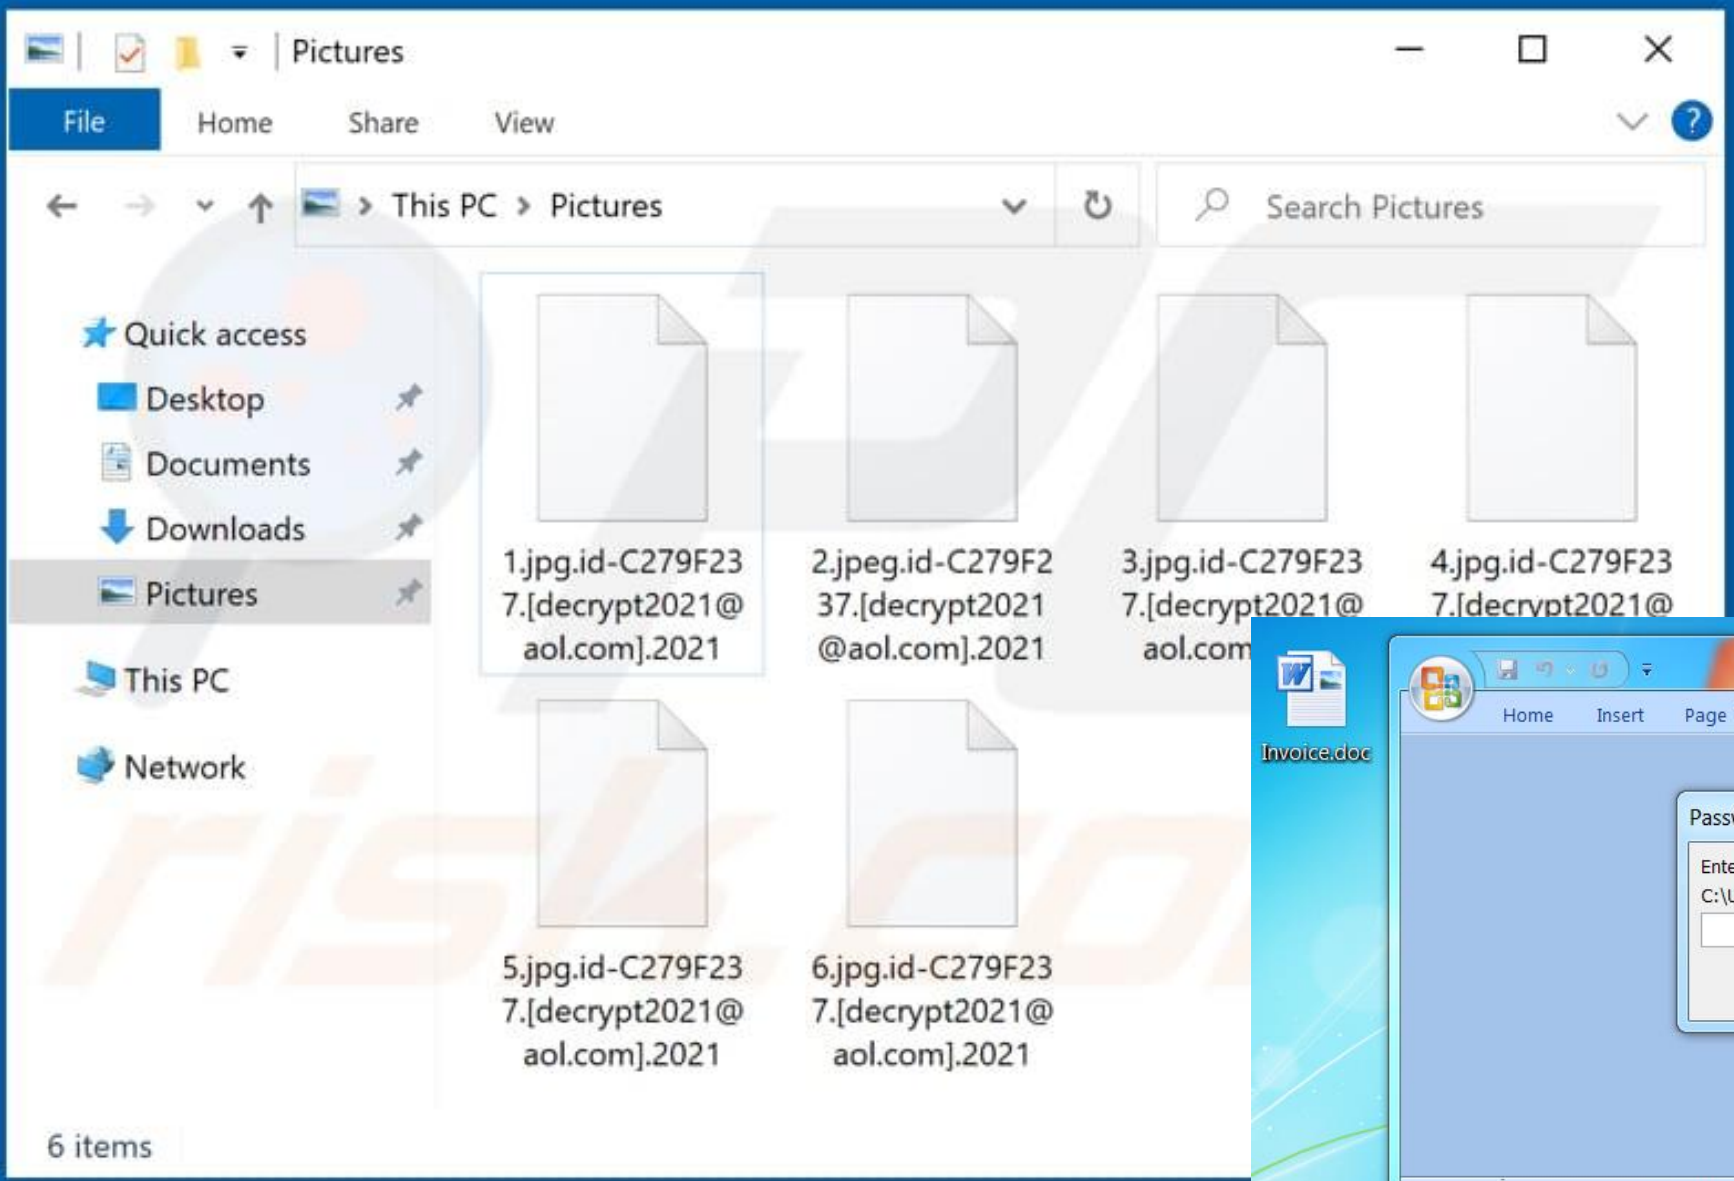 Pictures
File Home Share View
This PC Pictures
Search Pictures
Quick access
Desktop
Documents
Downloads
Pictures
This PC
Network
1.jpg.id-C279F23
7.[decrypt2021@
aol.com].2021
2.jpeg.id-C279F2
37.[decrypt2021
@aol.com].2021
3.jpg.id-C279F23
7.[decrypt2021@
aol.com
4.jpg.id-C279F23
7.[decrypt2021@
5.jpg.id-C279F23
7.[decrypt2021@
aol.com].2021
6.jpg.id-C279F23
7.[decrypt2021@
aol.com].2021
6 items
Invoice.doc
Home Insert Page
C:\
PC
risk.co